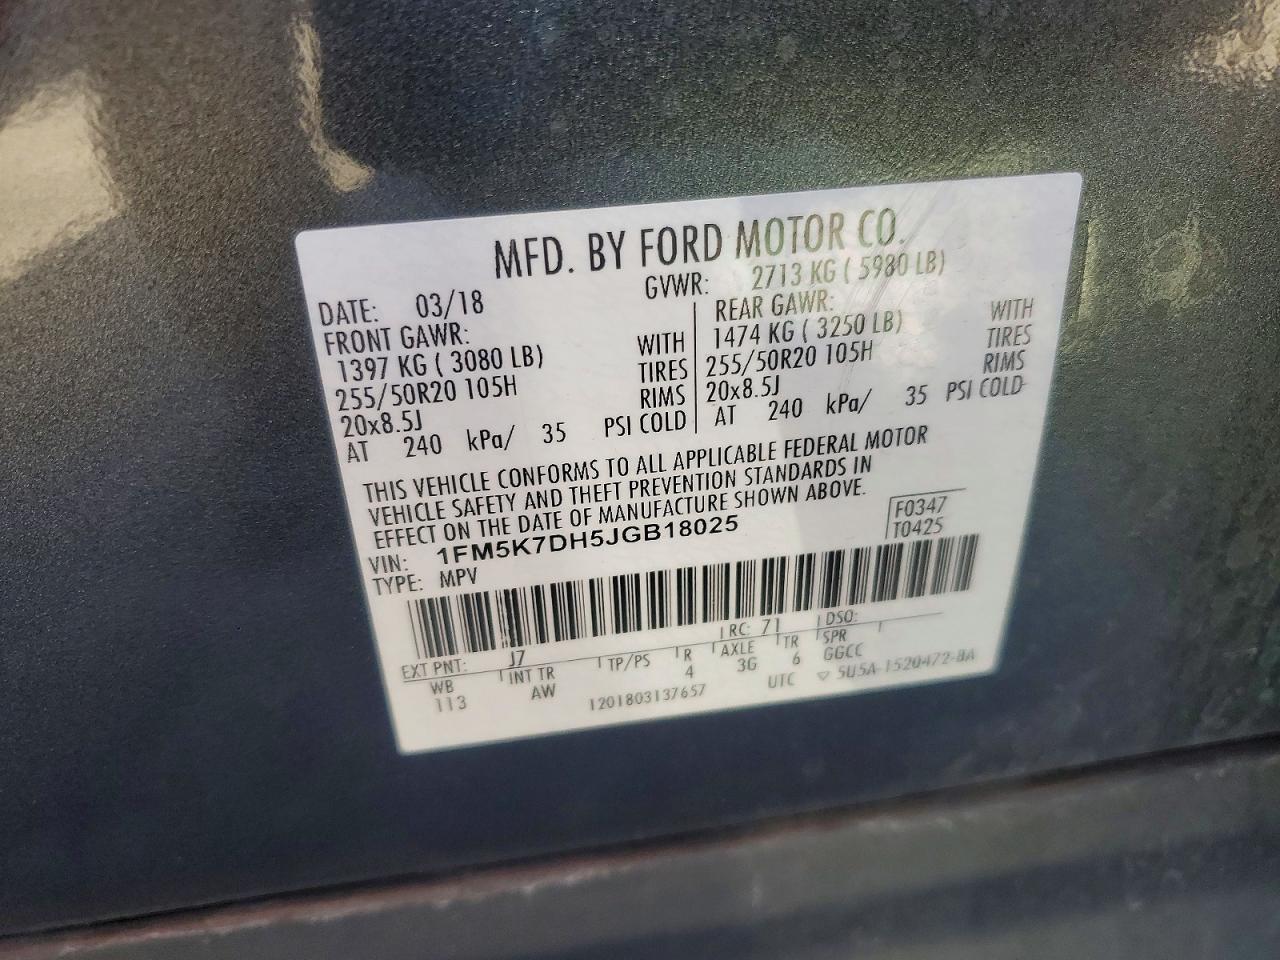 MFD. BY FORD MOTOR CO.
DATE: 03/18 GVWR: 2713 KG ( 5980 LB)
FRONT GAWR: REAR GAWR:
1397 KG ( 3080 LB) WITH 1474 KG ( 3250 LB) WITH
255/50R20 105H TIRES 255/50R20 105H TIRES
20x8.5J RIMS 20x8.5J RIMS
AT 240 kPa/ 35 PSI COLD AT 240 kPa/ 35 PSI COLD
THIS VEHICLE CONFORMS TO ALL APPLICABLE FEDERAL MOTOR
VEHICLE SAFETY AND THEFT PREVENTION STANDARDS IN
EFFECT ON THE DATE OF MANUFACTURE SHOWN ABOVE.
F0347
VIN: 1FM5K7DH5JGB18025 T0425
TYPE: MPV
EXT PNT: J7 RC: 71 DSO:
WB INT TR TP/PS R AXLE TR SPR
113 AW 4 3G 6 GGCC
1201803137657 UTC ▽ 5U5A-1520472-BA